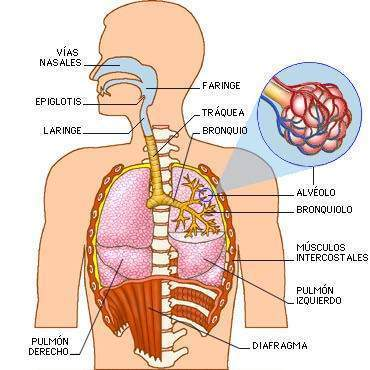 VÍAS
NASALES
EPIGLOTIS
LARINGE
FARINGE
TRÁQUEA
BRONQUIO
ALVÉOLO
BRONQUIOLO
MÚSCULOS
INTERCOSTALES
PULMÓN
IZQUIERDO
PULMÓN
DERECHO
DIAFRAGMA